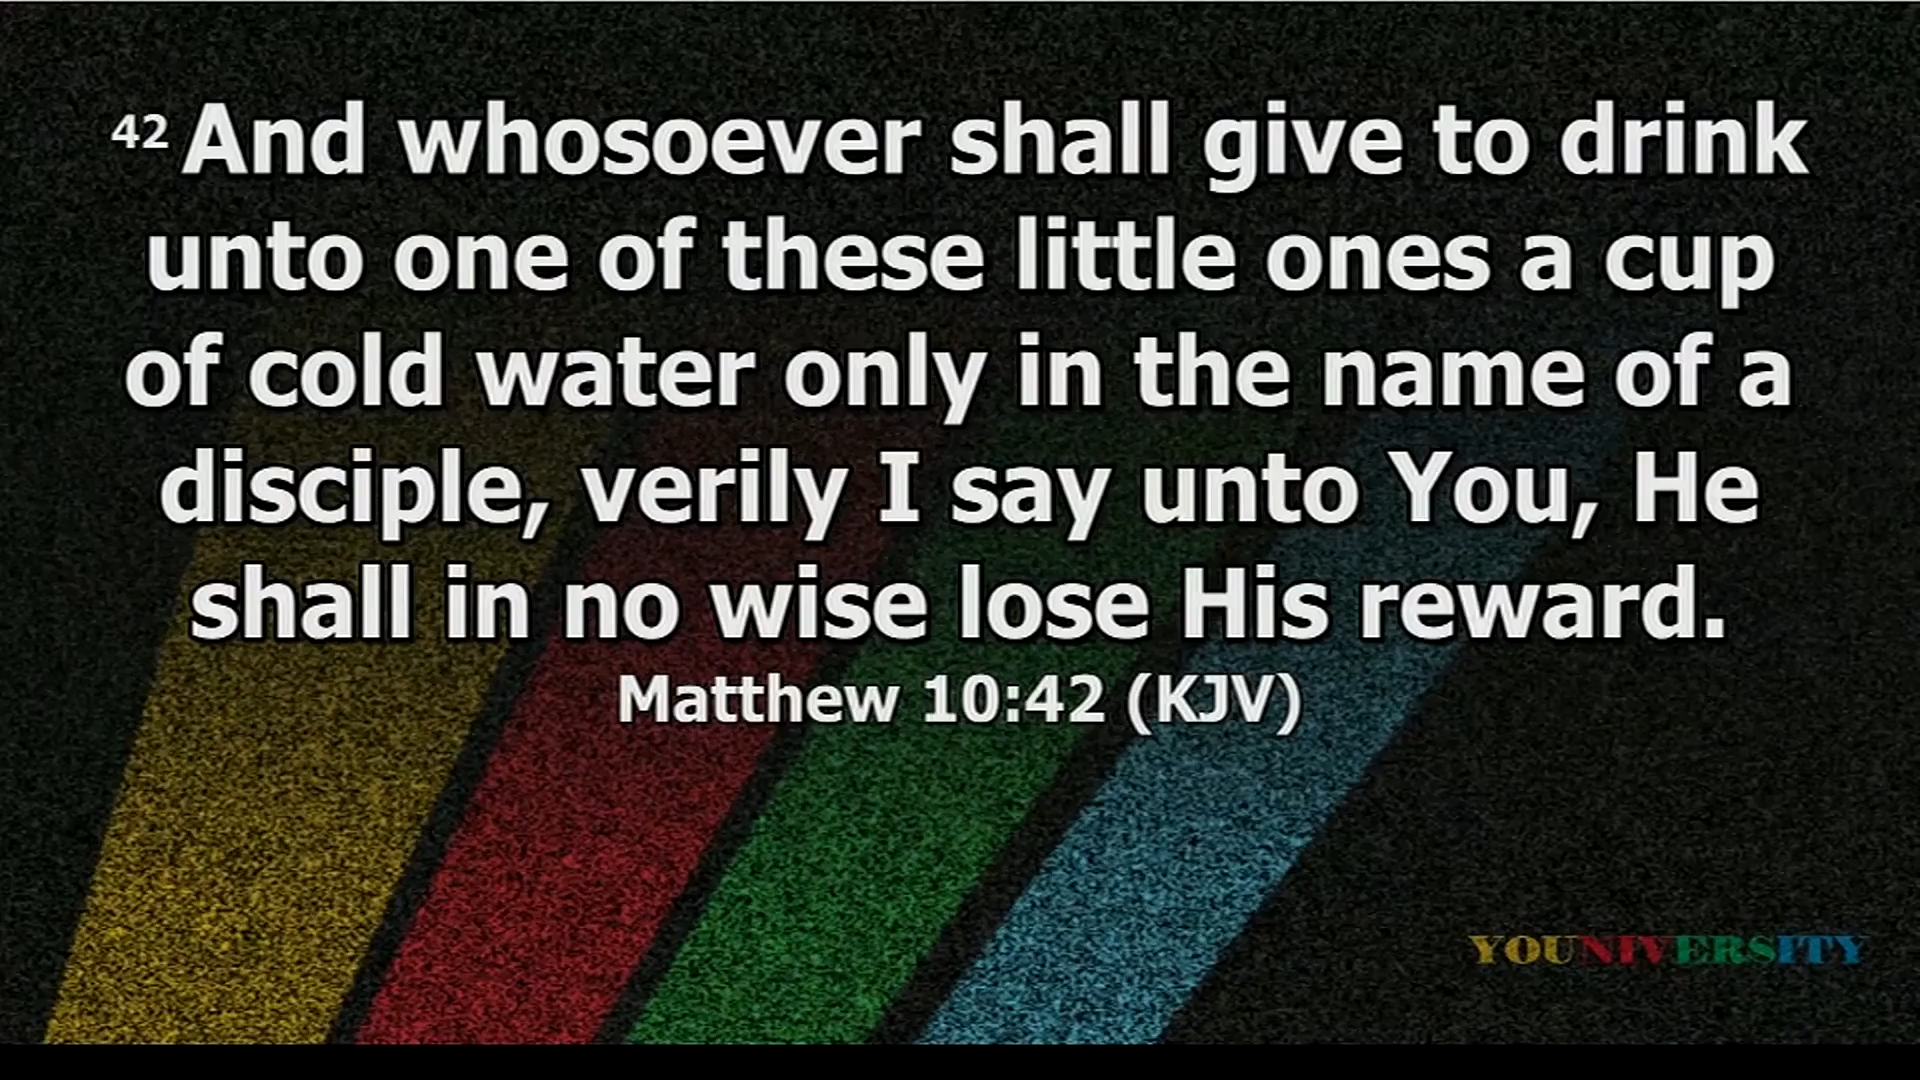 42 And whosoever shall give to drink
unto one of these little ones a cup
of cold water only in the name of a
disciple, verily I say unto You, He
shall in no wise lose His reward.
Matthew 10:42 (KJV)
YOUNIVERSITY